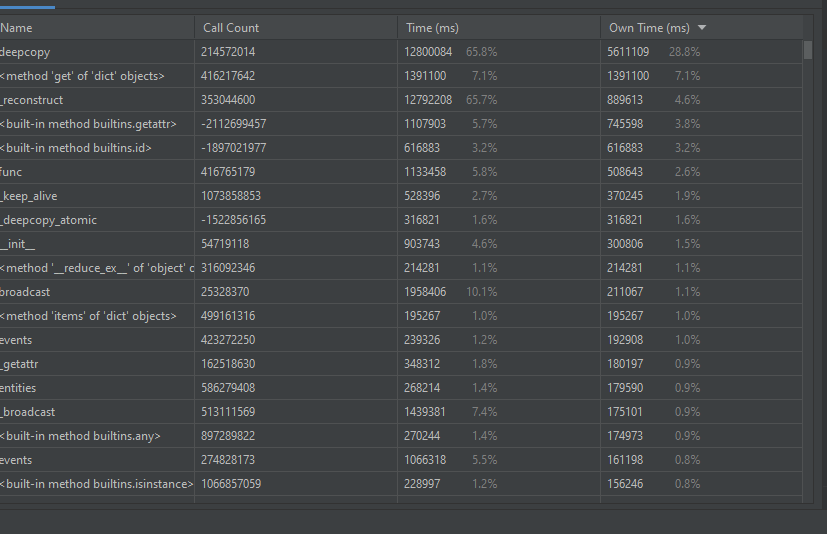 Name Call Count Time (ms) Own Time (ms)
deepcopy 214572014 12800084 65.8% 5611109 28.8%
<method 'get' of 'dict' objects> 416217642 1391100 7.1% 1391100 7.1%
_reconstruct 353044600 12792208 65.7% 889613 4.6%
<built-in method builtins.getattr> -2112699457 1107903 5.7% 745598 3.8%
<built-in method builtins.id> -1897021977 616883 3.2% 616883 3.2%
func 416765179 1133458 5.8% 508643 2.6%
_keep_alive 1073858853 528396 2.7% 370245 1.9%
_deepcopy_atomic -1522856165 316821 1.6% 316821 1.6%
__init__ 54719118 903743 4.6% 300806 1.5%
<method '__reduce_ex__' of 'object' o 316092346 214281 1.1% 214281 1.1%
broadcast 25328370 1958406 10.1% 211067 1.1%
<method 'items' of 'dict' objects> 499161316 195267 1.0% 195267 1.0%
events 423272250 239326 1.2% 192908 1.0%
_getattr 162518630 348312 1.8% 180197 0.9%
entities 586279408 268214 1.4% 179590 0.9%
_broadcast 513111569 1439381 7.4% 175101 0.9%
<built-in method builtins.any> 897289822 270244 1.4% 174973 0.9%
events 274828173 1066318 5.5% 161198 0.8%
<built-in method builtins.isinstance> 1066857059 228997 1.2% 156246 0.8%